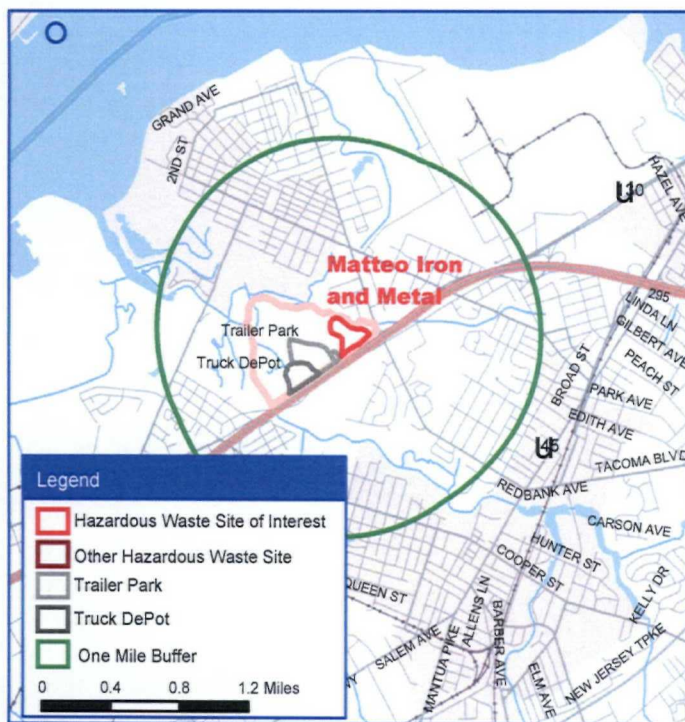 GRAND AVE
2ND ST
HAZEL AVE
Matteo Iron
and Metal
295
LINDA LN
GILBERT AVE
Trailer Park
Truck DePot
PEACH ST
BROAD ST
PARK AVE
EDITH AVE
TACOMA BLVD
REDBANK AVE
CARSON AVE
HUNTER ST
COOPER ST
KELLY DR
QUEEN ST
ALLENS LN
BARBER AVE
SALEM AVE
MANTUA PIKE
ELM AVE
NEW JERSEY TPKE
Legend
Hazardous Waste Site of Interest
Other Hazardous Waste Site
Trailer Park
Truck DePot
One Mile Buffer
0 0.4 0.8 1.2 Miles